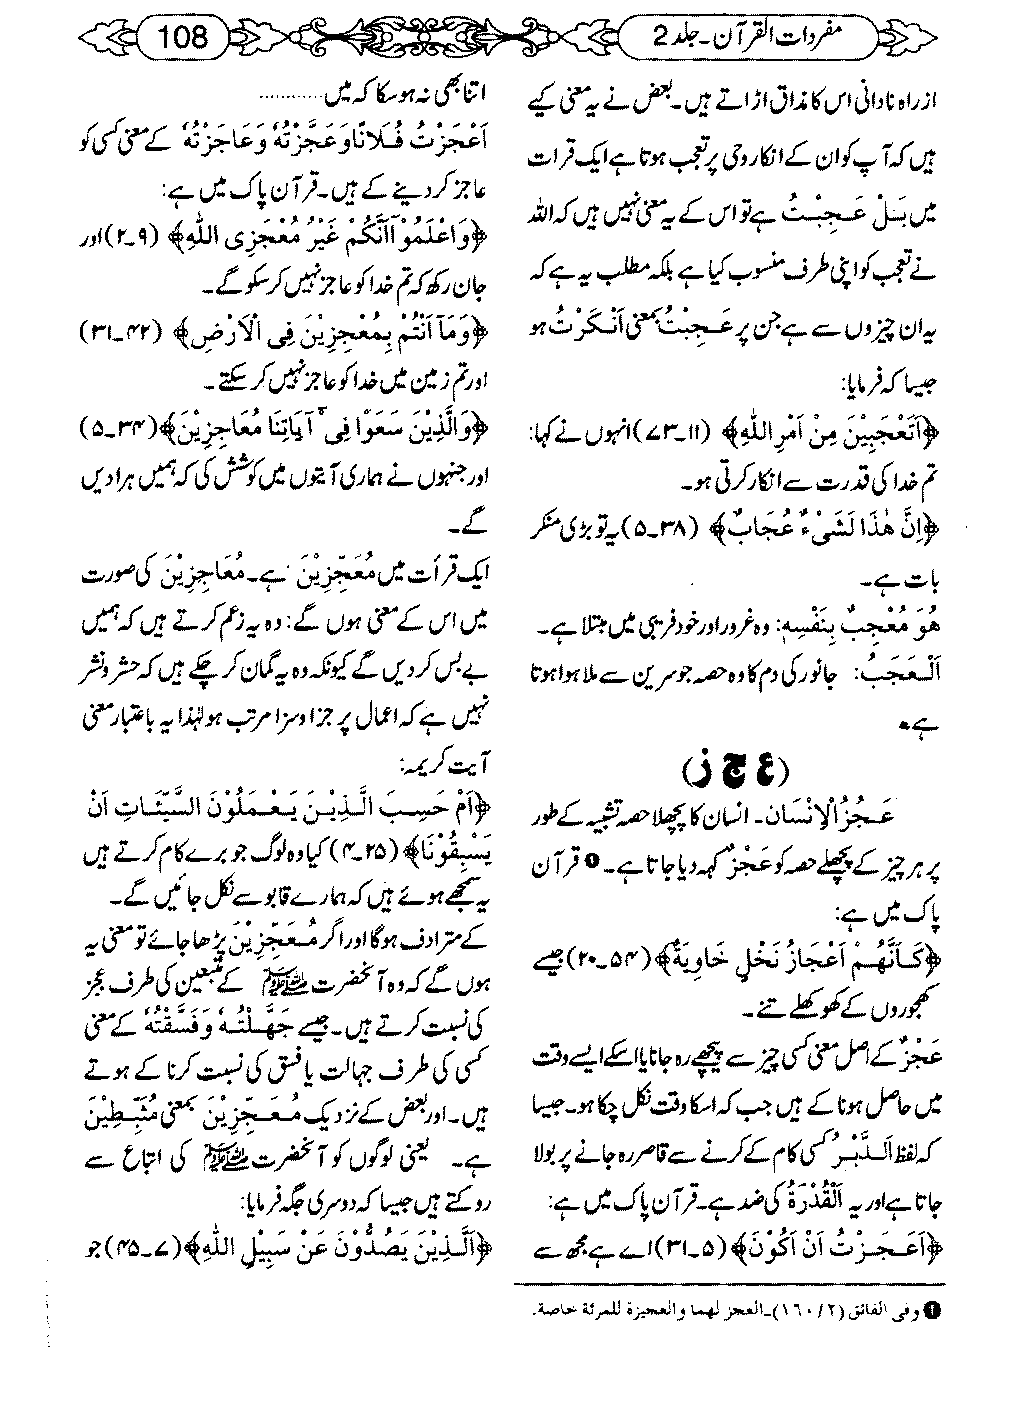 مفردات القرآن۔جلد 2
108
از راہ نادانی اس کا مذاق اڑاتے ہیں۔ بعض نے یہ معنی کیے
ہیں کہ آپ کو ان کے انکار وحی پر تعجب ہوتا ہے ایک قرات
میں بَلْ عَجِبْتُ ہے تو اس کے یہ معنی نہیں ہیں کہ اللہ
نے تعجب کو اپنی طرف منسوب کیا ہے بلکہ مطلب یہ ہے کہ
یہ ان چیزوں سے ہے جن پر عَجِبْتُ بمعنی اَنْکَرْتُ ہو
جیسا کہ فرمایا:
﴿اَتَعْجَبِیْنَ مِنْ اَمْرِ اللّٰهِ﴾ (۱۱۔۷۳) انہوں نے کہا:
تم خدا کی قدرت سے انکار کرتی ہو۔
﴿اِنَّ هٰذَا لَشَیْءٌ عُجَابٌ﴾ (۳۸۔۵) یہ تو بڑی منکر
بات ہے۔
هُوَ مُعْجِبٌ بِنَفْسِهٖ: وہ غرور اور خود فریبی میں مبتلا ہے۔
اَلْعَجَبُ: جانور کی دم کا وہ حصہ جو سرین سے ملا ہوا ہوتا
ہے۔
(ع ج ز)
عَجُزُ الْاِنْسَان۔ انسان کا پچھلا حصہ تشبیہ کے طور
پر ہر چیز کے پچھلے حصہ کو عَجُزٌ کہہ دیا جاتا ہے۔❶ قرآن
پاک میں ہے:
﴿کَاَنَّهُمْ اَعْجَازُ نَخْلٍ خَاوِیَةٍ﴾ (۵۴۔۲۰) جیسے
کھجوروں کے کھوکھلے تنے۔
عَجْزٌ کے اصل معنی کسی چیز سے پیچھے رہ جانا یا اسکے ایسے وقت
میں حاصل ہونا کے ہیں جب کہ اسکا وقت نکل چکا ہو۔ جیسا
کہ لفظ اَلدُّبُرُ کسی کام کے کرنے سے قاصر رہ جانے پر بولا
جاتا ہے اور یہ اَلْقُدْرَةُ کی ضد ہے۔ قرآن پاک میں ہے:
﴿اَعَجَزْتُ اَنْ اَکُوْنَ﴾ (۵۔۳۱) اے ہے مجھ سے
❶ وفی الفائق (۱۶۰/۲)۔ العجز لهما والعجیزة للمرئة خاصة.
اتنا بھی نہ ہو سکا کہ میں............
اَعْجَزْتُ فُلَانًا وَعَجَّزْتُهٗ وَعَاجَزْتُهٗ کے معنی کسی کو
عاجز کردینے کے ہیں۔ قرآن پاک میں ہے:
﴿وَاعْلَمُوْۤا اَنَّکُمْ غَیْرُ مُعْجِزِی اللّٰهِ﴾ (۹۔۲) اور
جان رکھ کہ تم خدا کو عاجز نہیں کر سکو گے۔
﴿وَمَاۤ اَنْتُمْ بِمُعْجِزِیْنَ فِی الْاَرْضِ﴾ (۴۲۔۳۱)
اور تم زمین میں خدا کو عاجز نہیں کر سکتے۔
﴿وَالَّذِیْنَ سَعَوْا فِیْۤ آیَاتِنَا مُعَاجِزِیْنَ﴾ (۳۴۔۵)
اور جنہوں نے ہماری آیتوں میں کوشش کی کہ ہمیں ہرا دیں
گے۔
ایک قرأت میں مُعَجِّزِیْنَ ہے۔ مُعَاجِزِیْنَ کی صورت
میں اس کے معنی ہوں گے: وہ یہ زعم کرتے ہیں کہ ہمیں
بے بس کردیں گے کیونکہ وہ یہ گمان کر چکے ہیں کہ حشر ونشر
نہیں ہے کہ اعمال پر جزا و سزا مرتب ہو لہٰذا یہ باعتبار معنی
آیت کریمہ:
﴿اَمْ حَسِبَ الَّذِیْنَ یَعْمَلُوْنَ السَّیِّئَاتِ اَنْ
یَسْبِقُوْنَا﴾ (۲۵۔۴) کیا وہ لوگ جو برے کام کرتے ہیں
یہ سمجھے ہوئے ہیں کہ ہمارے قابو سے نکل جائیں گے۔
کے مترادف ہوگا اور اگر مُعَجِّزِیْنَ پڑھا جائے تو معنی یہ
ہوں گے کہ وہ آنحضرت ﷺ کے متبعین کی طرف عجز
کی نسبت کرتے ہیں۔ جیسے جَهَّلْتُهٗ وَفَسَّقْتُهٗ کے معنی
کسی کی طرف جہالت یا فسق کی نسبت کرنا کے ہوتے
ہیں۔ اور بعض کے نزدیک مُعَجِّزِیْنَ بمعنی مُثَبِّطِیْنَ
ہے۔ یعنی لوگوں کو آنحضرت ﷺ کی اتباع سے
روکتے ہیں جیسا کہ دوسری جگہ فرمایا:
﴿اَلَّذِیْنَ یَصُدُّوْنَ عَنْ سَبِیْلِ اللّٰهِ﴾ (۷۔۴۵) جو